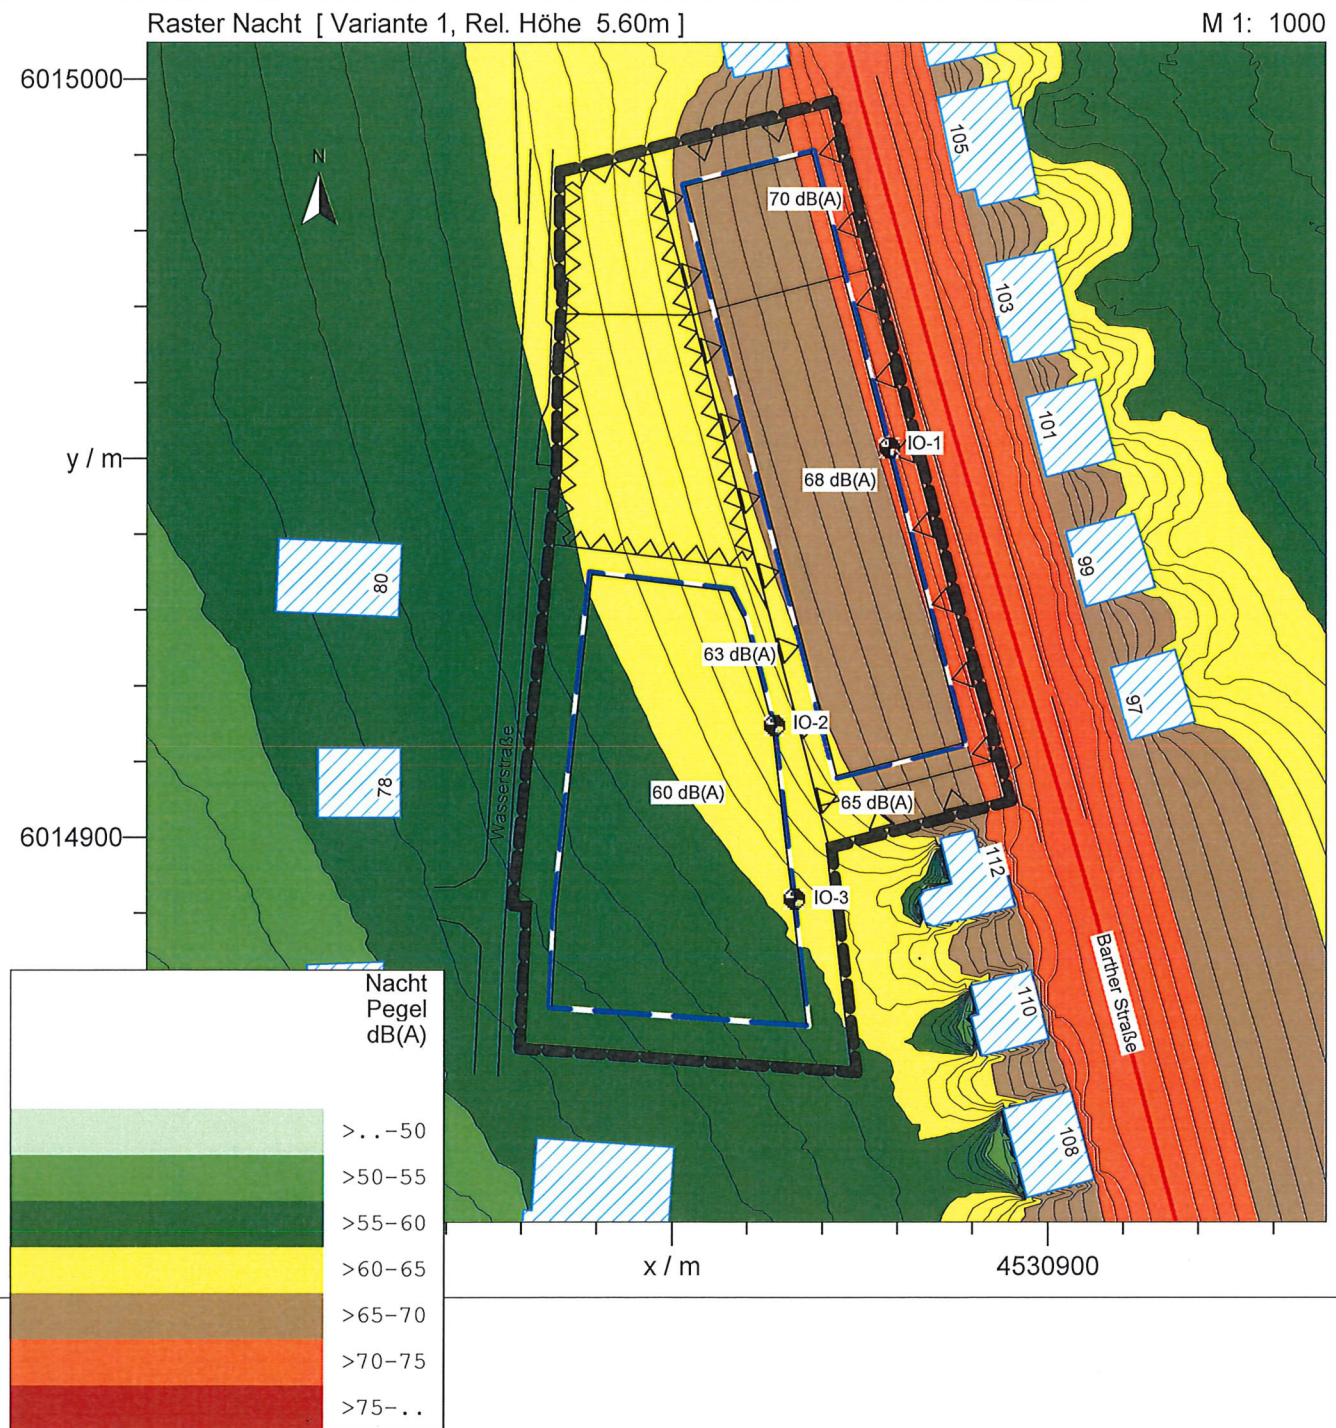 Raster Nacht [ Variante 1, Rel. Höhe 5.60m ]
M 1: 1000
6015000
N
105
70 dB(A)
103
101
y / m
IO-1
68 dB(A)
99
80
63 dB(A)
97
IO-2
Wasserstraße
78
60 dB(A)
65 dB(A)
6014900
112
IO-3
Barther Straße
110
108
Nacht
Pegel
dB(A)
>..-50
>50-55
>55-60
>60-65
>65-70
>70-75
>75-..
x / m
4530900